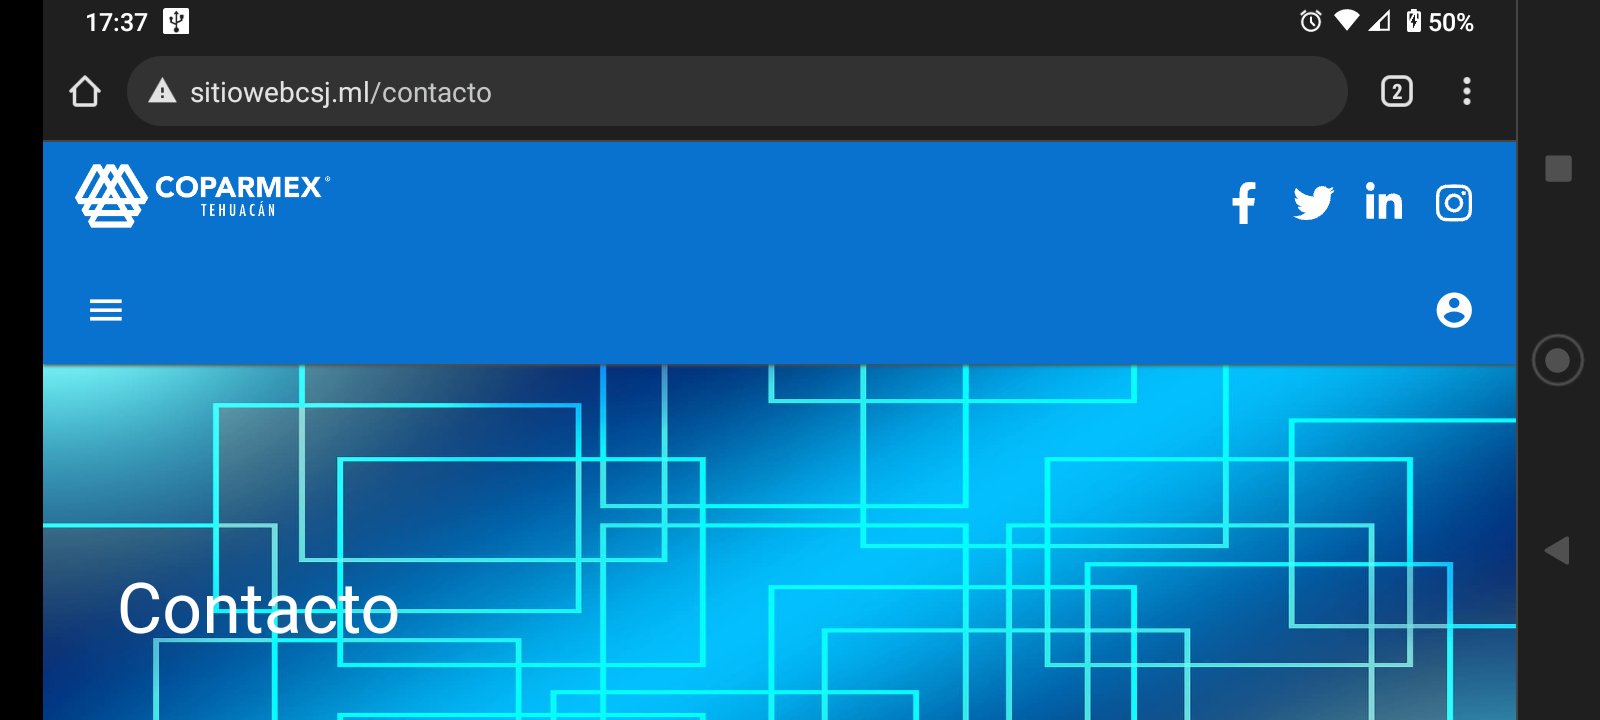 17:37
50%
sitiowebcsj.ml/contacto
2
COPARMEX®
TEHUACÁN
Contacto